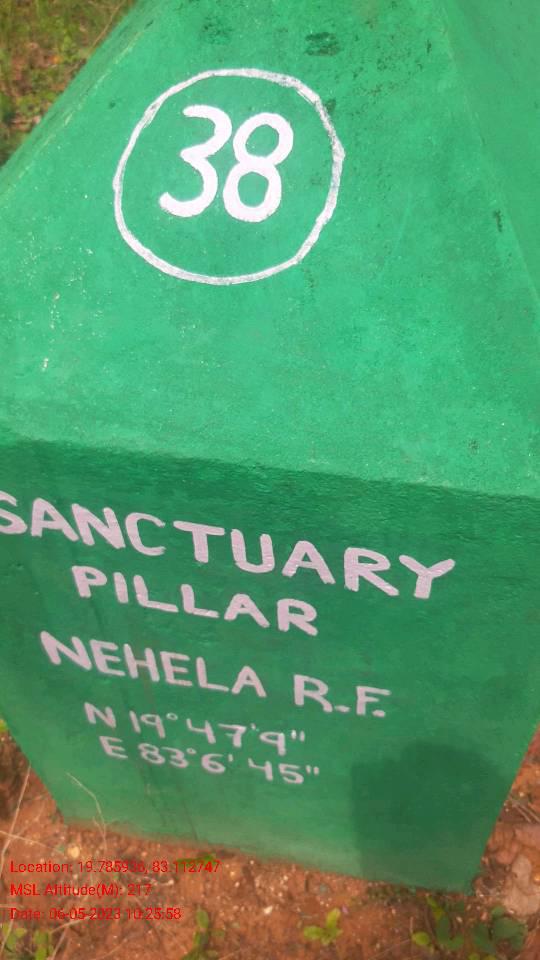 38
SANCTUARY
PILLAR
NEHELA R.F.
N 19° 47' 9"
E 83° 6' 45"
Location: 19.785936, 83.112747
MSL Altitude(M): 217
Date: 06-05-2023 10:25:58